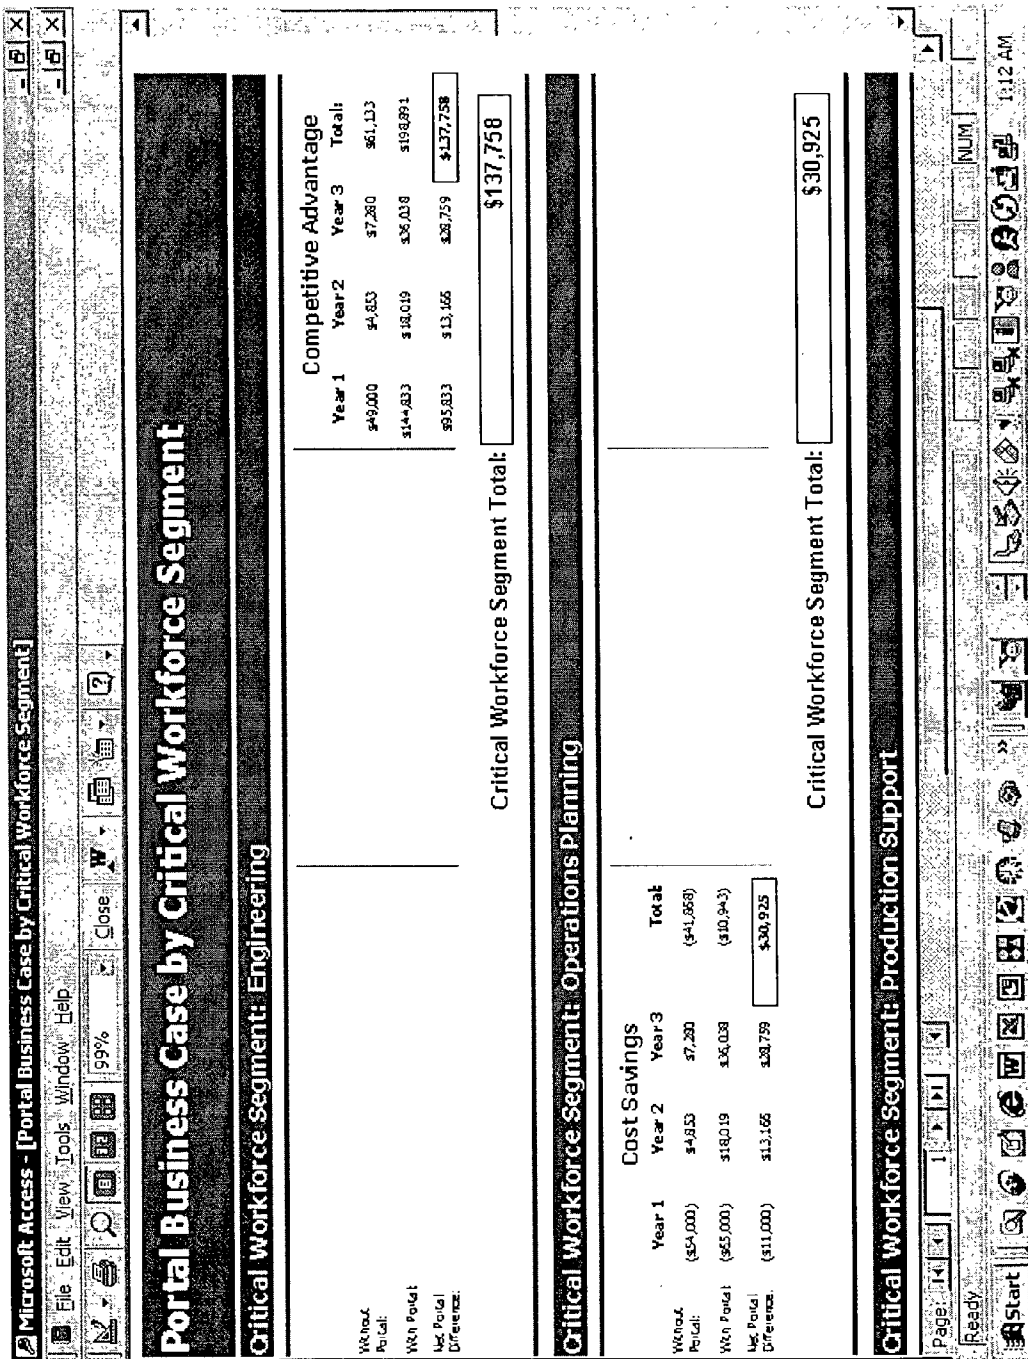 Microsoft Access - [Portal Business Case by Critical Workforce Segment]
File Edit View Tools Window Help
99% Close
Portal Business Case by Critical Workforce Segment
Critical Workforce Segment: Engineering
Competitive Advantage
Year 1 Year 2 Year 3 Total:
Without Portal: $49,000 $4,853 $7,280 $61,133
With Portal: $144,833 $18,019 $36,038 $198,891
Net Portal Difference: $95,833 $13,166 $28,759 $137,758
Critical Workforce Segment Total: $137,758
Critical Workforce Segment: Operations Planning
Cost Savings
Year 1 Year 2 Year 3 Total:
Without Portal: ($54,000) $4,853 $7,280 ($41,868)
With Portal: ($65,000) $18,019 $36,038 ($10,943)
Net Portal Difference: ($11,000) $13,166 $28,759 $30,925
Critical Workforce Segment Total: $30,925
Critical Workforce Segment: Production Support
Page: 1
Ready NUM
Start 1:12 AM